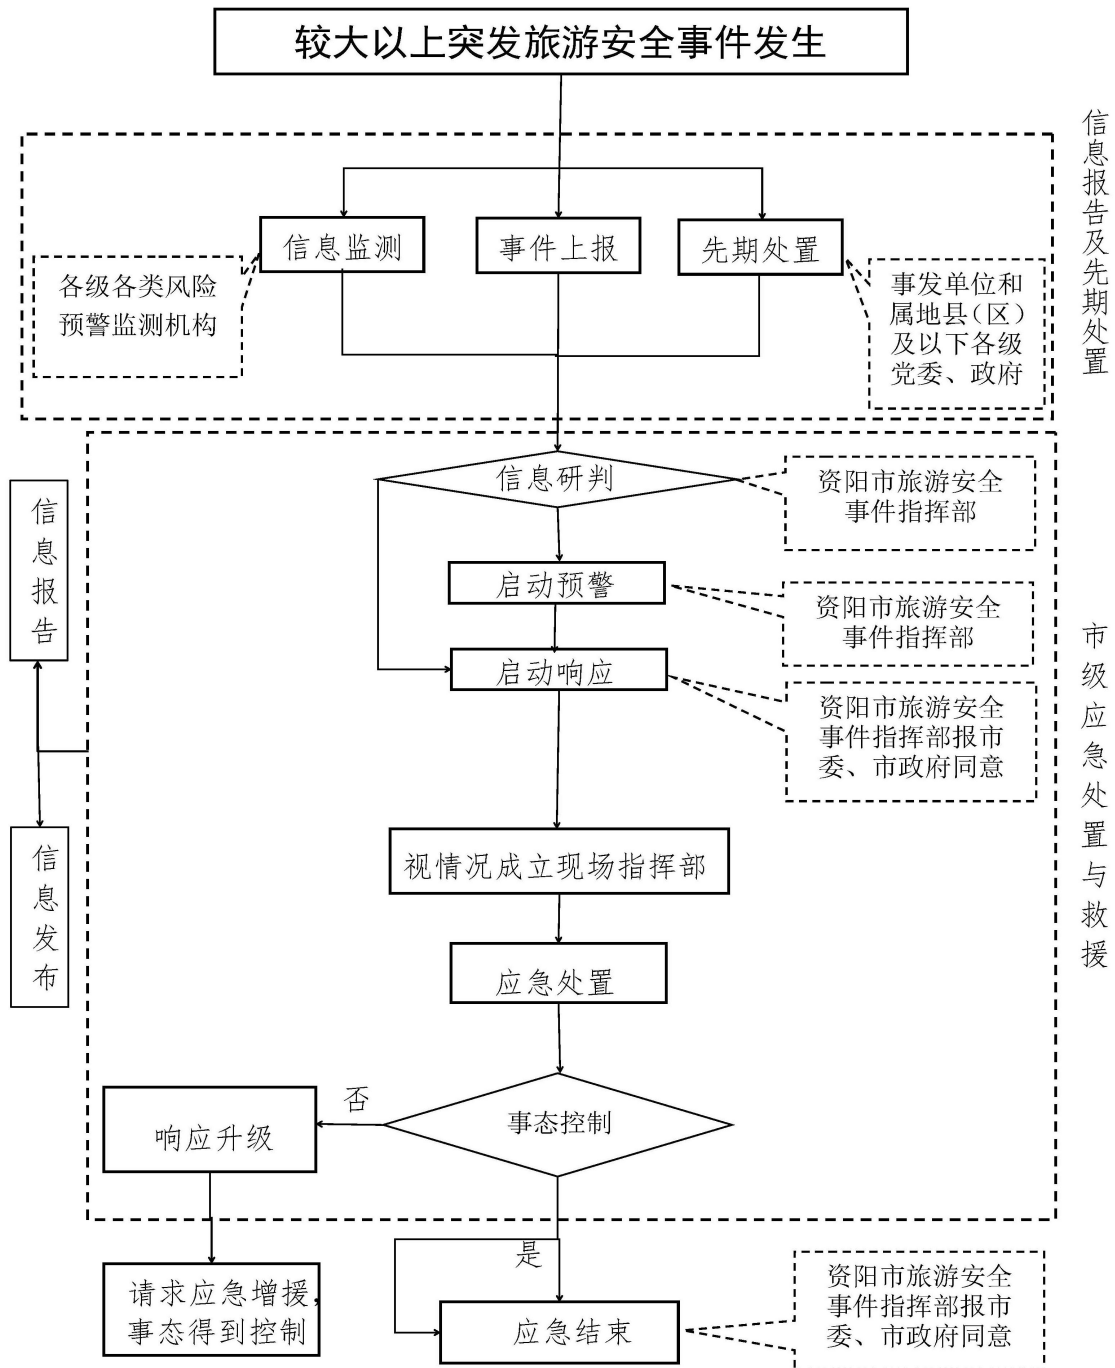 较大以上突发旅游安全事件发生
信息报告及先期处置
信息监测
事件上报
先期处置
各级各类风险
预警监测机构
事发单位和
属地县（区）
及以下各级
党委、政府
信息研判
资阳市旅游安全
事件指挥部
信息报告
启动预警
资阳市旅游安全
事件指挥部
启动响应
资阳市旅游安全
事件指挥部报市
委、市政府同意
市级应急处置与救援
视情况成立现场指挥部
信息发布
应急处置
事态控制
否
响应升级
是
请求应急增援，
事态得到控制
应急结束
资阳市旅游安全
事件指挥部报市
委、市政府同意